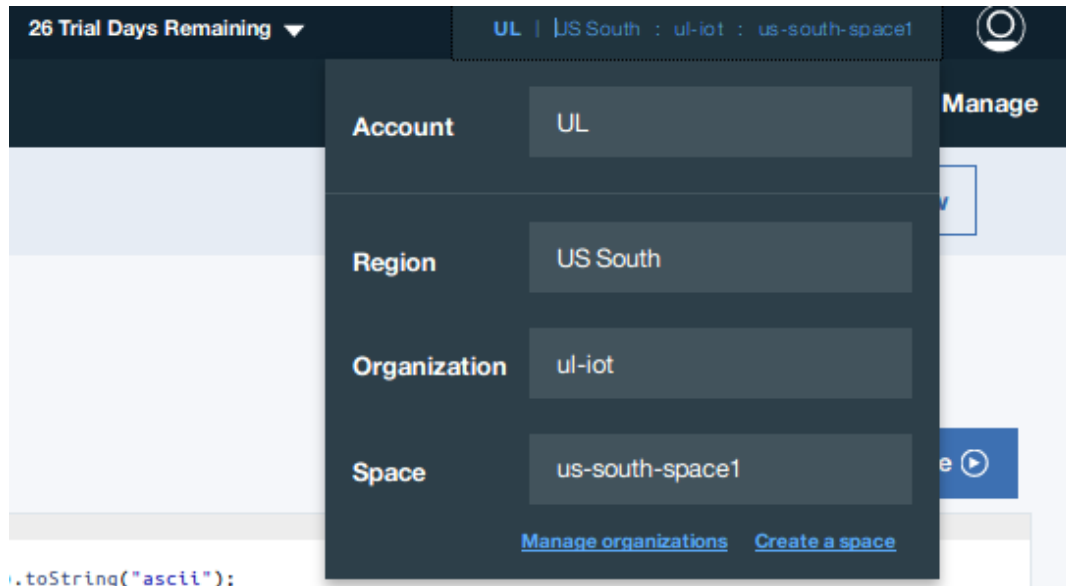 26 Trial Days Remaining
UL | US South : ul-iot : us-south-space1
Manage
Account UL
Region US South
Organization ul-iot
Space us-south-space1
Manage organizations Create a space
.toString("ascii");